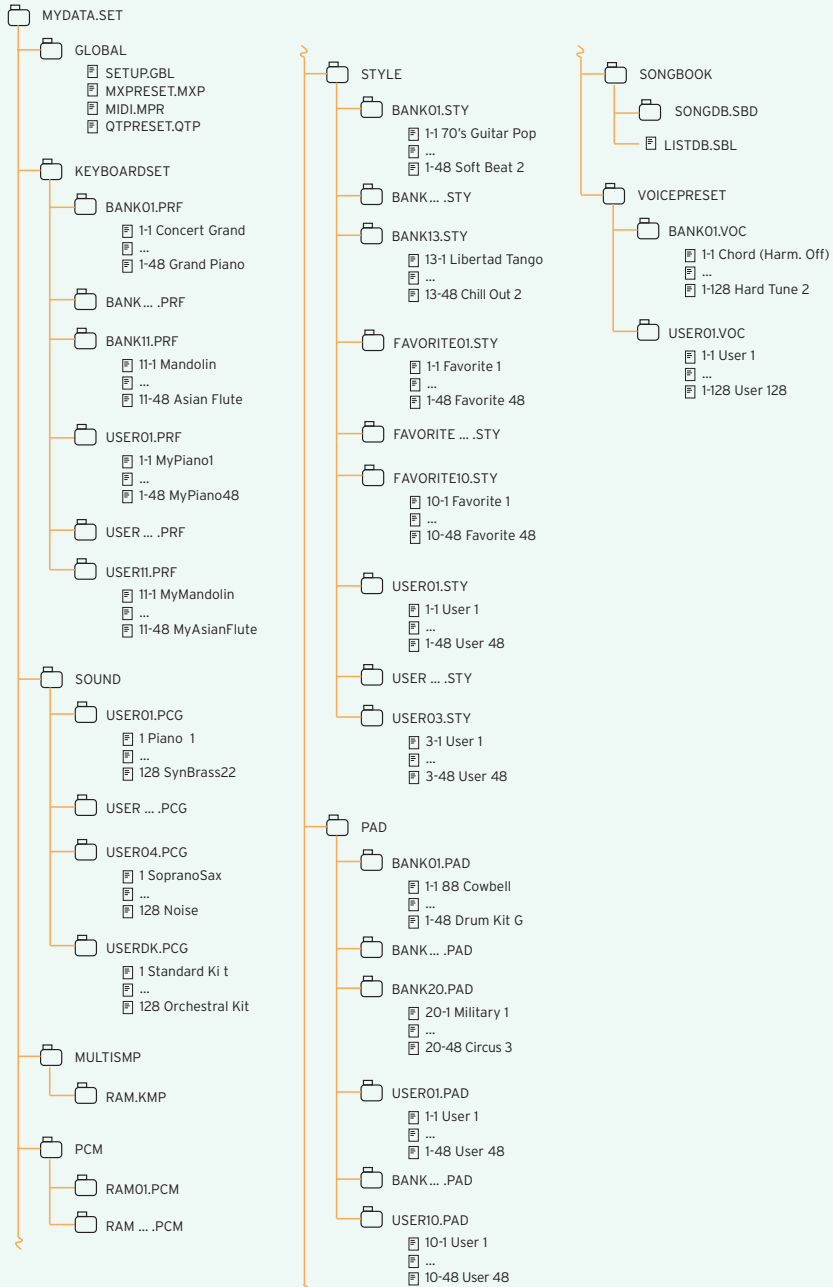 MYDATA.SET
GLOBAL
SETUP.GBL
MXPRESET.MXP
MIDI.MPR
QTPRESET.QTP
KEYBOARDSET
BANK01.PRF
1-1 Concert Grand
...
1-48 Grand Piano
BANK... .PRF
BANK11.PRF
11-1 Mandolin
...
11-48 Asian Flute
USER01.PRF
1-1 MyPiano1
...
1-48 MyPiano48
USER ... .PRF
USER11.PRF
11-1 MyMandolin
...
11-48 MyAsianFlute
SOUND
USER01.PCG
1 Piano  1
...
128 SynBrass22
USER ... .PCG
USER04.PCG
1 SopranoSax
...
128 Noise
USERDK.PCG
1 Standard Ki t
...
128 Orchestral Kit
MULTISMP
RAM.KMP
PCM
RAM01.PCM
RAM ... .PCM
STYLE
BANK01.STY
1-1 70's Guitar Pop
...
1-48 Soft Beat 2
BANK... .STY
BANK13.STY
13-1 Libertad Tango
...
13-48 Chill Out 2
FAVORITE01.STY
1-1 Favorite 1
...
1-48 Favorite 48
FAVORITE ... .STY
FAVORITE10.STY
10-1 Favorite 1
...
10-48 Favorite 48
USER01.STY
1-1 User 1
...
1-48 User 48
USER ... .STY
USER03.STY
3-1 User 1
...
3-48 User 48
PAD
BANK01.PAD
1-1 88 Cowbell
...
1-48 Drum Kit G
BANK... .PAD
BANK20.PAD
20-1 Military 1
...
20-48 Circus 3
USER01.PAD
1-1 User 1
...
1-48 User 48
BANK... .PAD
USER10.PAD
10-1 User 1
...
10-48 User 48
SONGBOOK
SONGDB.SBD
LISTDB.SBL
VOICEPRESET
BANK01.VOC
1-1 Chord (Harm. Off)
...
1-128 Hard Tune 2
USER01.VOC
1-1 User 1
...
1-128 User 128